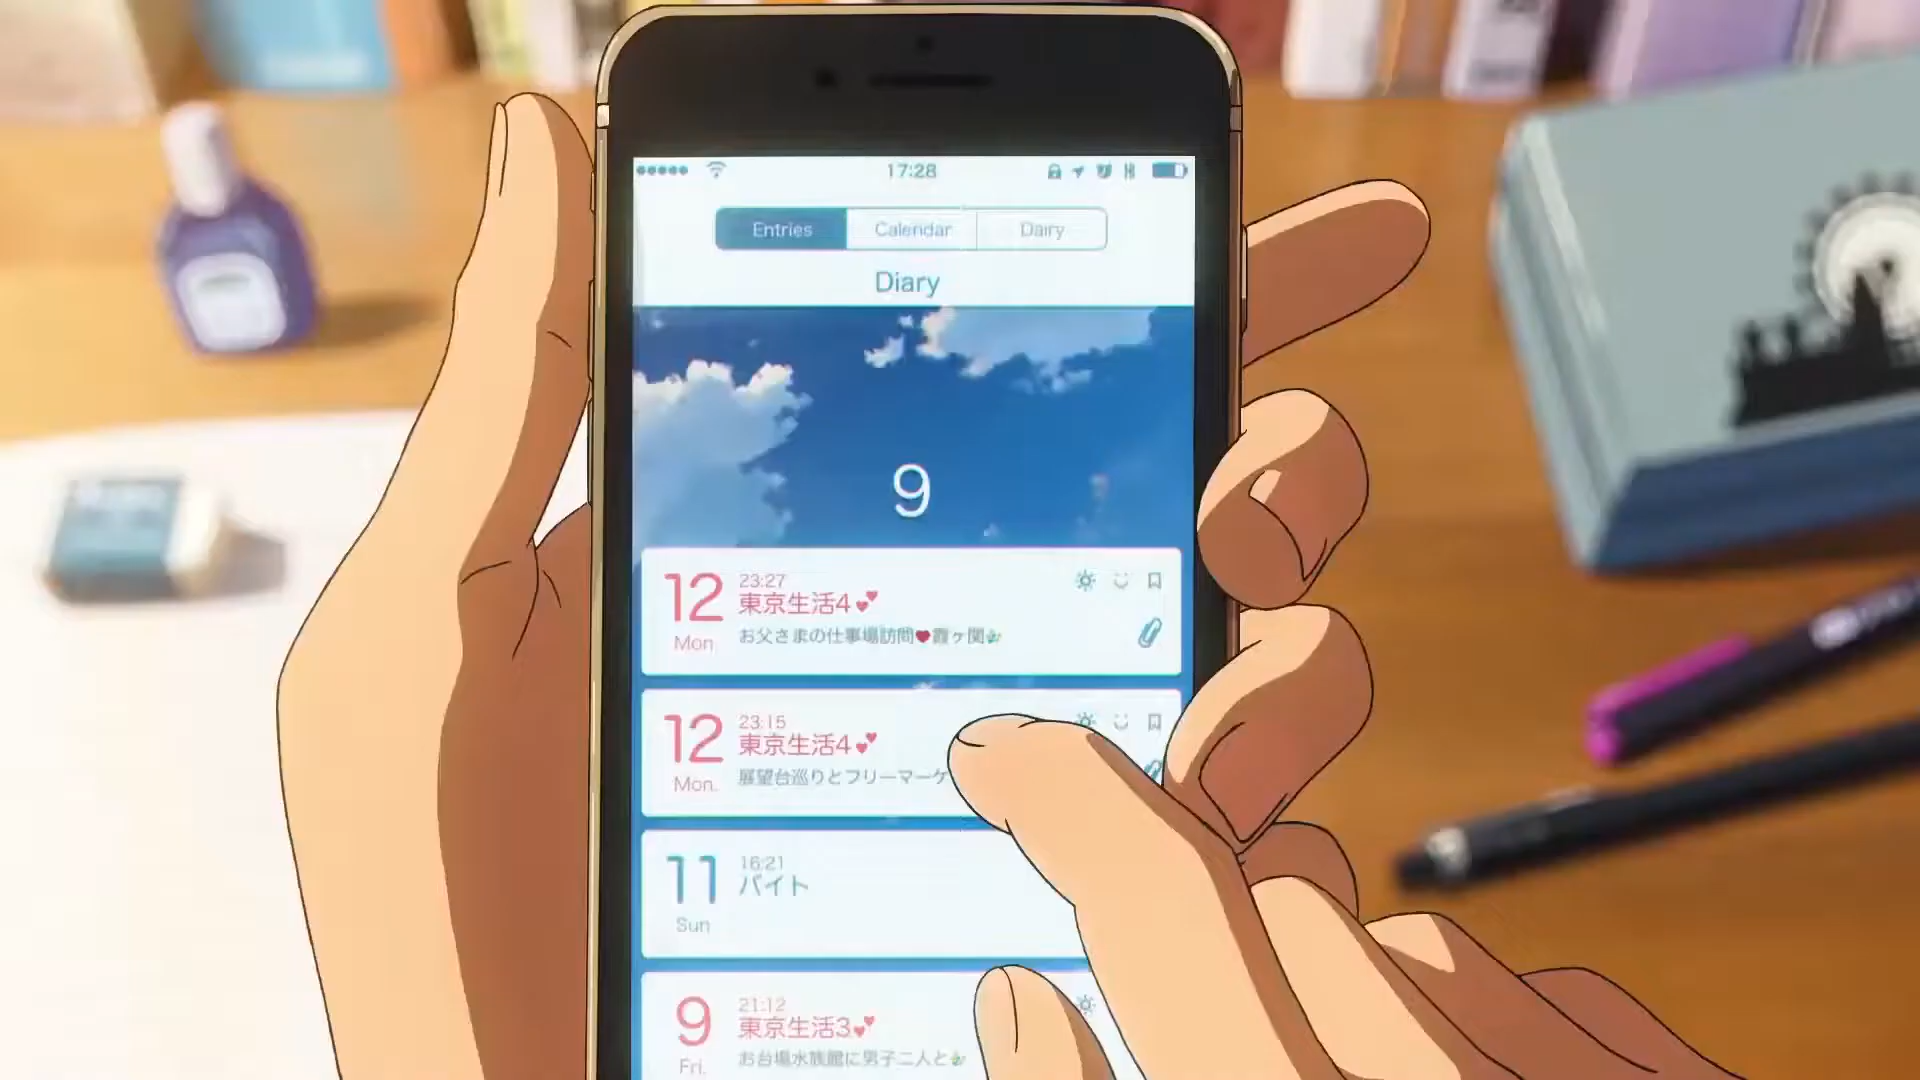 17:28
Entries Calendar Dairy
Diary
9
12 Mon
23:27
東京生活4💕
お父さまの仕事場訪問❤霞ヶ関
12 Mon.
23:15
東京生活4💕
展望台巡りとフリーマーケ
11 Sun
16:21
バイト
9 Fri.
21:12
東京生活3💕
お台場水族館に男子二人と